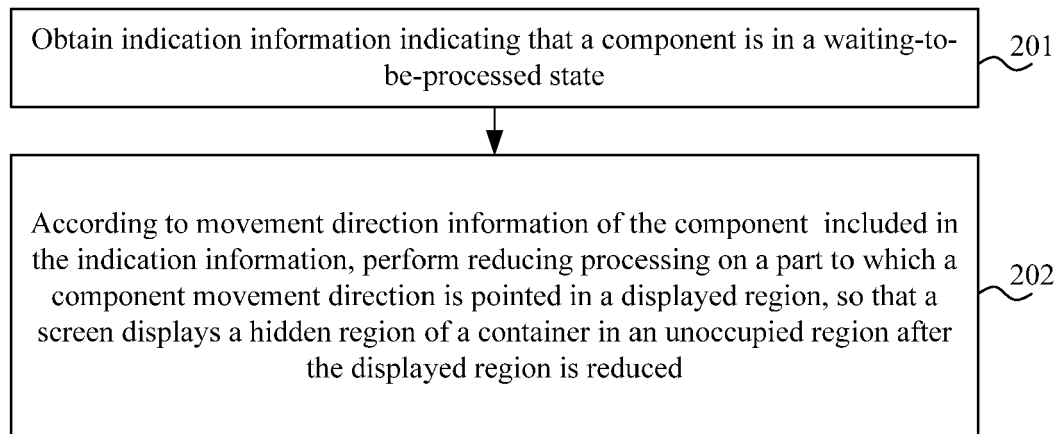 Obtain indication information indicating that a component is in a waiting-to-
be-processed state
201
According to movement direction information of the component included in
the indication information, perform reducing processing on a part to which a
component movement direction is pointed in a displayed region, so that a
screen displays a hidden region of a container in an unoccupied region after
the displayed region is reduced
202